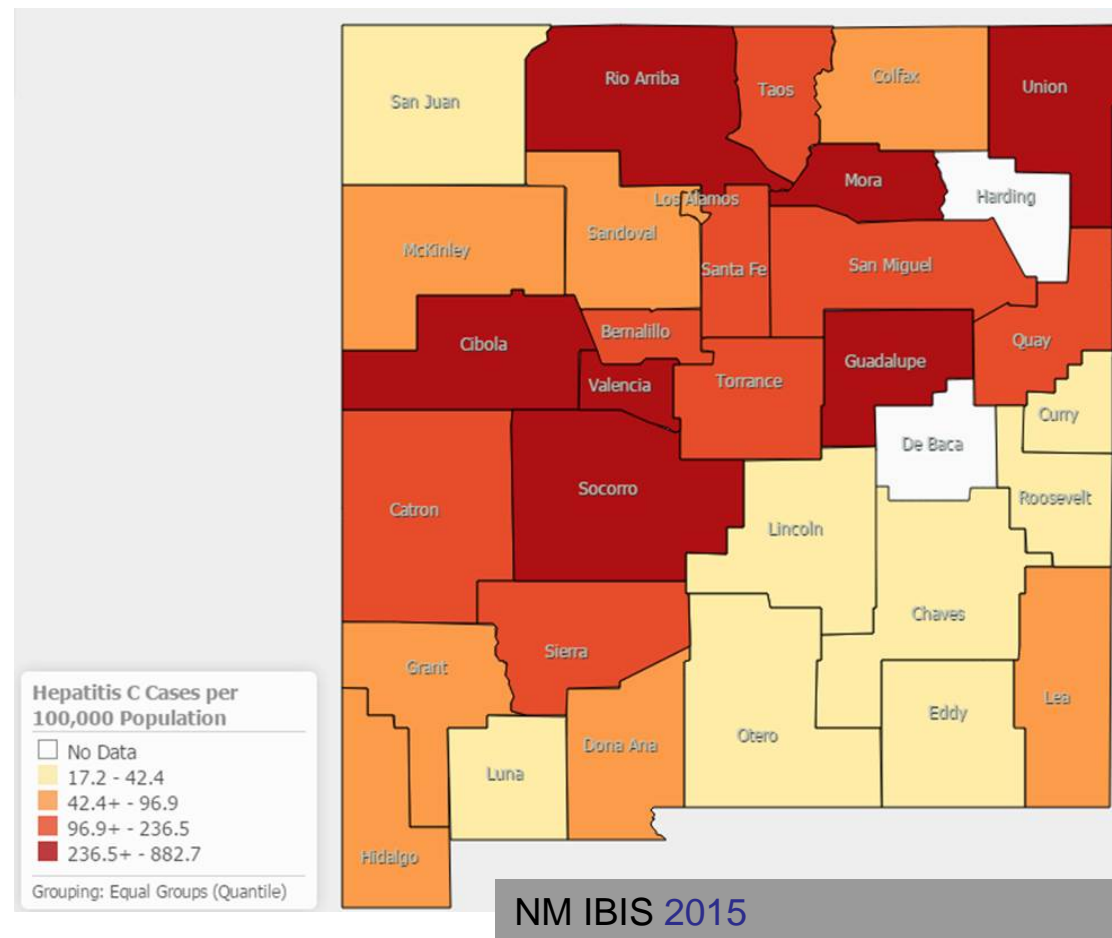 Rio Arriba
Taos
Colfax
Union
San Juan
Mora
Harding
Los Alamos
McKinley
Sandoval
Santa Fe
San Miguel
Cibola
Bernalillo
Quay
Valencia
Torrance
Guadalupe
Curry
De Baca
Catron
Socorro
Lincoln
Roosevelt
Chaves
Grant
Sierra
Lea
Luna
Dona Ana
Otero
Eddy
Hidalgo
Hepatitis C Cases per
100,000 Population
No Data
17.2 - 42.4
42.4+ - 96.9
96.9+ - 236.5
236.5+ - 882.7
Grouping: Equal Groups (Quantile)
NM IBIS 2015